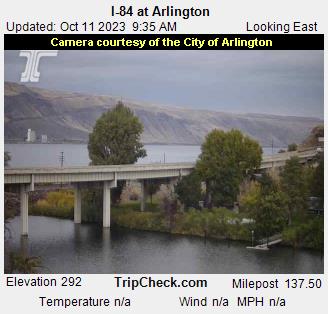 I-84 at Arlington
Updated: Oct 11 2023 9:35 AM Looking East
Camera courtesy of the City of Arlington
Elevation 292 TripCheck.com Milepost 137.50
Temperature n/a Wind n/a MPH n/a